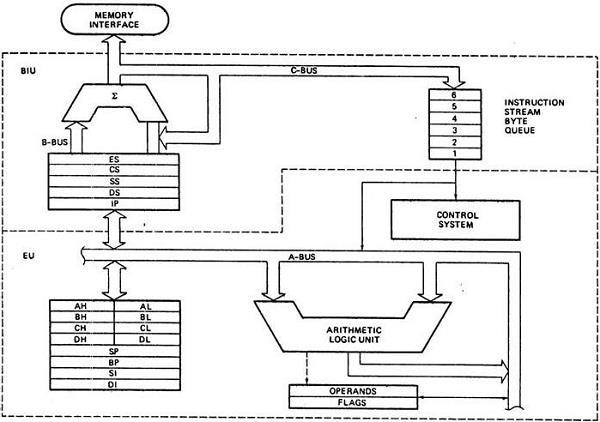 MEMORY
INTERFACE
BIU
C-BUS
Σ
B-BUS
6
5
4
3
2
1
INSTRUCTION
STREAM
BYTE
QUEUE
ES
CS
SS
DS
IP
CONTROL
SYSTEM
EU
A-BUS
AH AL
BH BL
CH CL
DH DL
SP
BP
SI
DI
ARITHMETIC
LOGIC UNIT
OPERANDS
FLAGS